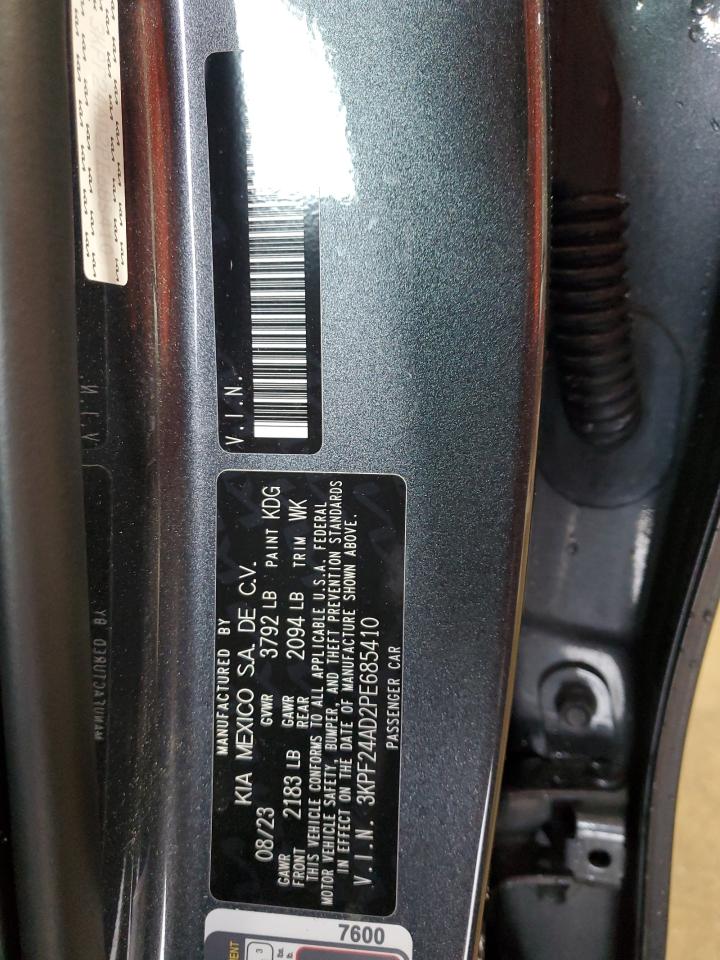 V.I.N.
MANUFACTURED BY
KIA MEXICO S.A. DE C.V.
08/23 GVWR 3792 LB PAINT KDG
GAWR FRONT 2183 LB GAWR REAR 2094 LB TRIM WK
THIS VEHICLE CONFORMS TO ALL APPLICABLE U.S.A. FEDERAL
MOTOR VEHICLE SAFETY, BUMPER, AND THEFT PREVENTION STANDARDS
IN EFFECT ON THE DATE OF MANUFACTURE SHOWN ABOVE.
V.I.N. 3KPF24AD2PE685410
PASSENGER CAR
7600